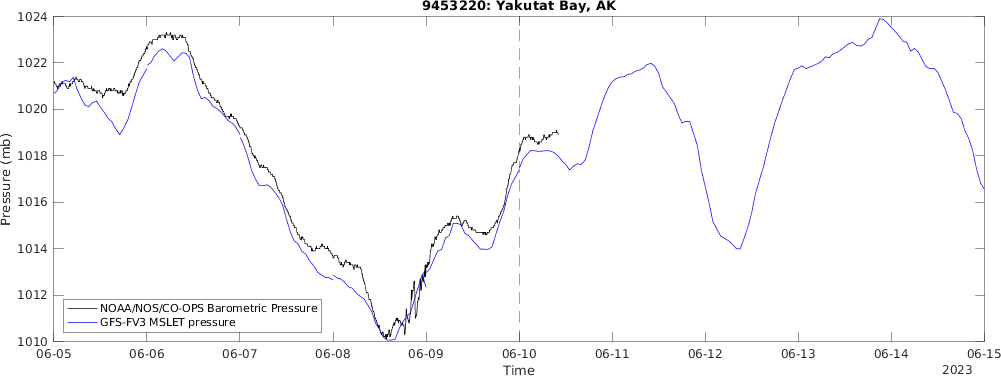 9453220: Yakutat Bay, AK
Pressure (mb)
1024
1022
1020
1018
1016
1014
1012
1010
NOAA/NOS/CO-OPS Barometric Pressure
GFS-FV3 MSLET pressure
06-05 06-06 06-07 06-08 06-09 06-10 06-11 06-12 06-13 06-14 06-15
Time
2023